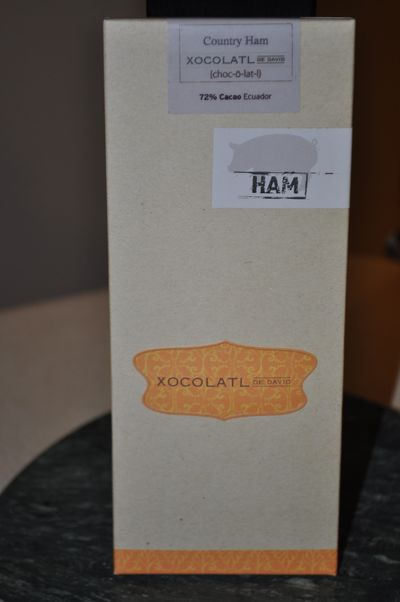 Country Ham
XOCOLATL DE DAVID
(choc-ō-lat-l)
72% Cacao Ecuador
HAM
XOCOLATL DE DAVID